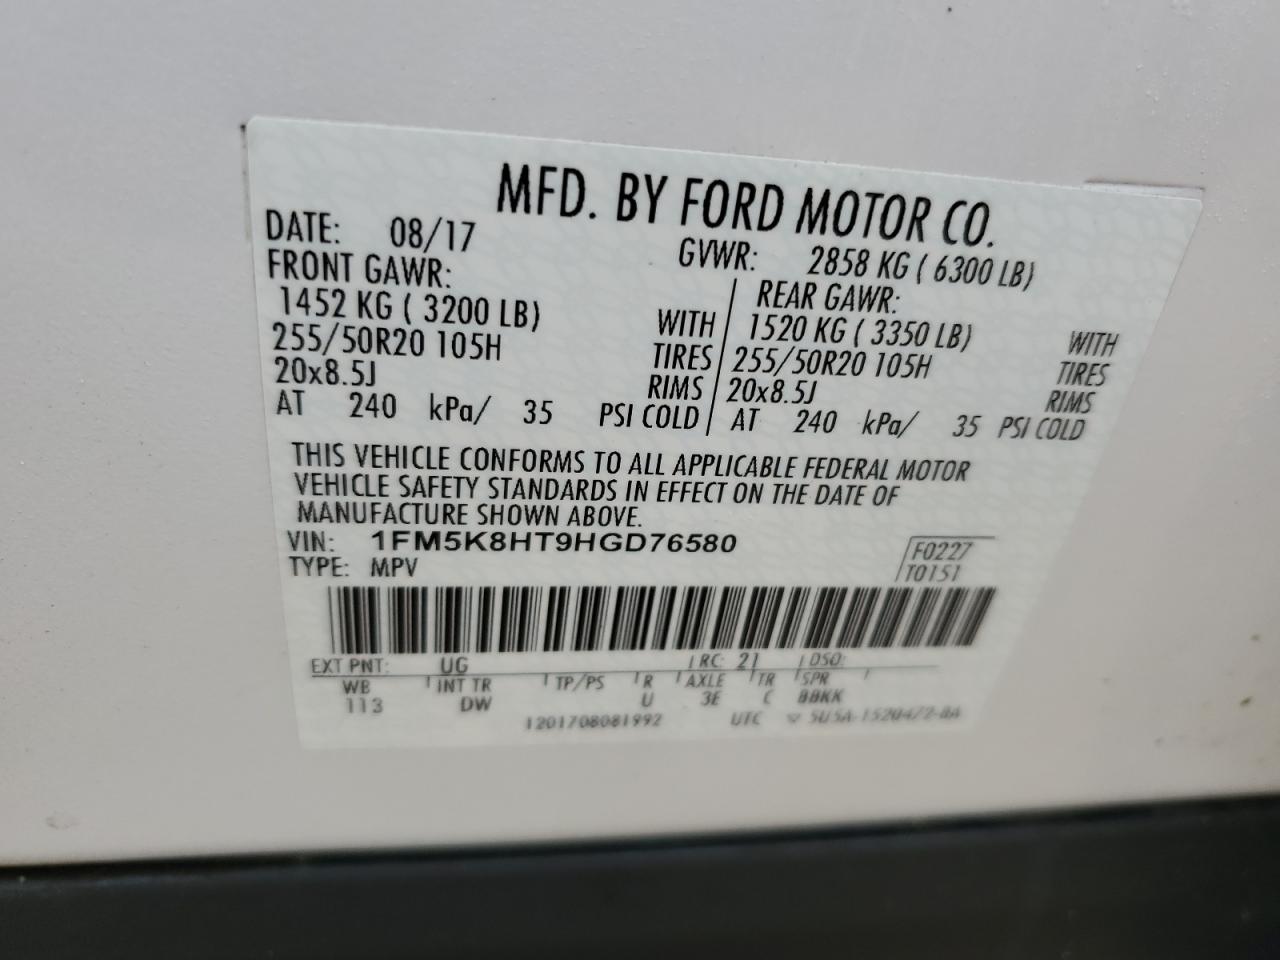 MFD. BY FORD MOTOR CO.
DATE: 08/17 GVWR: 2858 KG ( 6300 LB)
FRONT GAWR: REAR GAWR:
1452 KG ( 3200 LB) WITH 1520 KG ( 3350 LB) WITH
255/50R20 105H TIRES 255/50R20 105H TIRES
20x8.5J RIMS 20x8.5J RIMS
AT 240 kPa/ 35 PSI COLD AT 240 kPa/ 35 PSI COLD
THIS VEHICLE CONFORMS TO ALL APPLICABLE FEDERAL MOTOR
VEHICLE SAFETY STANDARDS IN EFFECT ON THE DATE OF
MANUFACTURE SHOWN ABOVE.
VIN: 1FM5K8HT9HGD76580 F0227
TYPE: MPV T0151
EXT PNT: UG RC: 21 DSO:
WB INT TR TP/PS R AXLE TR SPR
113 DW U 3E C BBKK
1201708081992 UTC